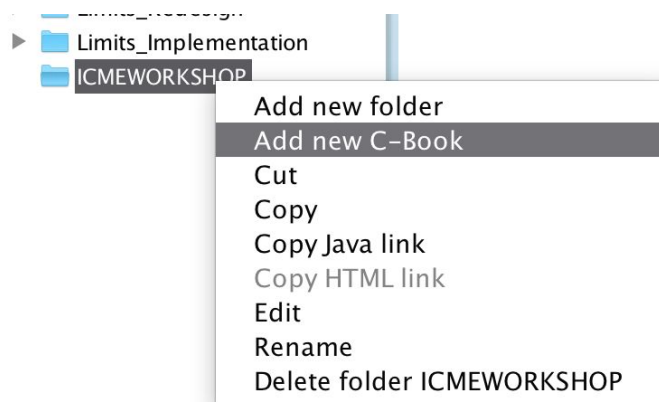 Limits_Redesign
Limits_Implementation
ICMEWORKSHOP
Add new folder
Add new C-Book
Cut
Copy
Copy Java link
Copy HTML link
Edit
Rename
Delete folder ICMEWORKSHOP